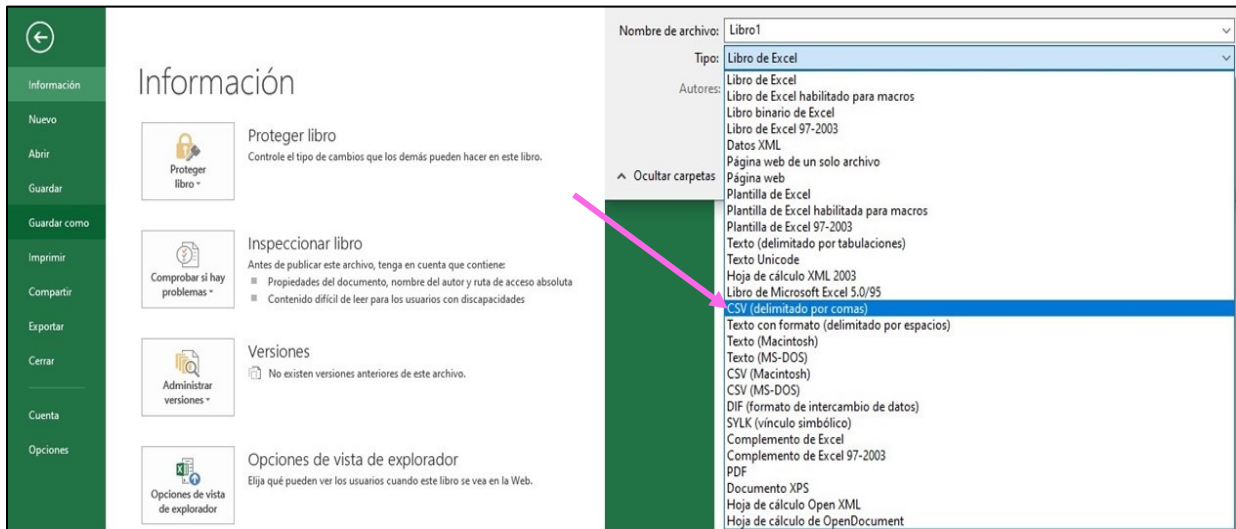 Información
Nuevo
Abrir
Guardar
Guardar como
Imprimir
Compartir
Exportar
Cerrar
Cuenta
Opciones
Información
Proteger libro
Controle el tipo de cambios que los demás pueden hacer en este libro.
Proteger
libro
Inspeccionar libro
Antes de publicar este archivo, tenga en cuenta que contiene:
Propiedades del documento, nombre del autor y ruta de acceso absoluta
Contenido difícil de leer para los usuarios con discapacidades
Comprobar si hay
problemas
Versiones
No existen versiones anteriores de este archivo.
Administrar
versiones
Opciones de vista de explorador
Elija qué pueden ver los usuarios cuando este libro se vea en la Web.
Opciones de vista
de explorador
Nombre de archivo: Libro1
Tipo: Libro de Excel
Autores:
Ocultar carpetas
Libro de Excel
Libro de Excel habilitado para macros
Libro binario de Excel
Libro de Excel 97-2003
Datos XML
Página web de un solo archivo
Página web
Plantilla de Excel
Plantilla de Excel habilitada para macros
Plantilla de Excel 97-2003
Texto (delimitado por tabulaciones)
Texto Unicode
Hoja de cálculo XML 2003
Libro de Microsoft Excel 5.0/95
CSV (delimitado por comas)
Texto con formato (delimitado por espacios)
Texto (Macintosh)
Texto (MS-DOS)
CSV (Macintosh)
CSV (MS-DOS)
DIF (formato de intercambio de datos)
SYLK (vínculo simbólico)
Complemento de Excel
Complemento de Excel 97-2003
PDF
Documento XPS
Hoja de cálculo Open XML
Hoja de cálculo de OpenDocument